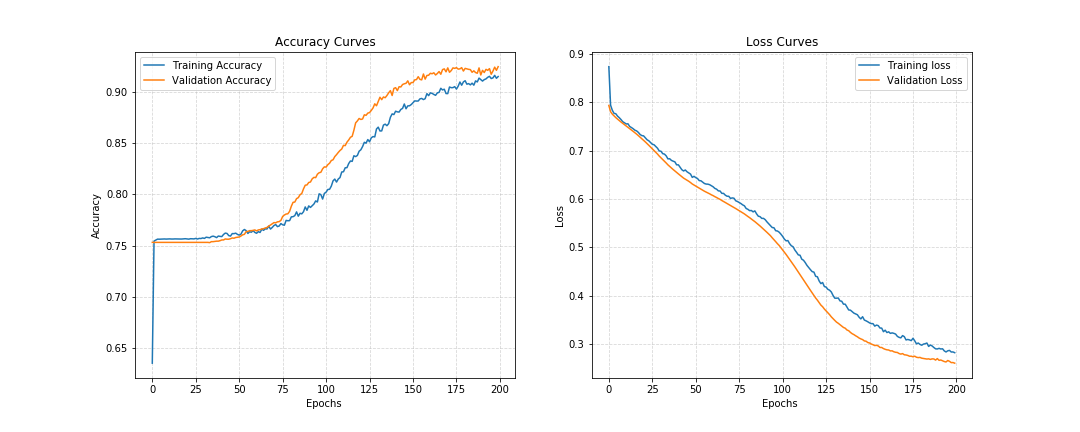 Accuracy Curves
Training Accuracy
Validation Accuracy
Accuracy
0.90
0.85
0.80
0.75
0.70
0.65
0 25 50 75 100 125 150 175 200
Epochs
Loss Curves
Training loss
Validation Loss
Loss
0.9
0.8
0.7
0.6
0.5
0.4
0.3
0 25 50 75 100 125 150 175 200
Epochs